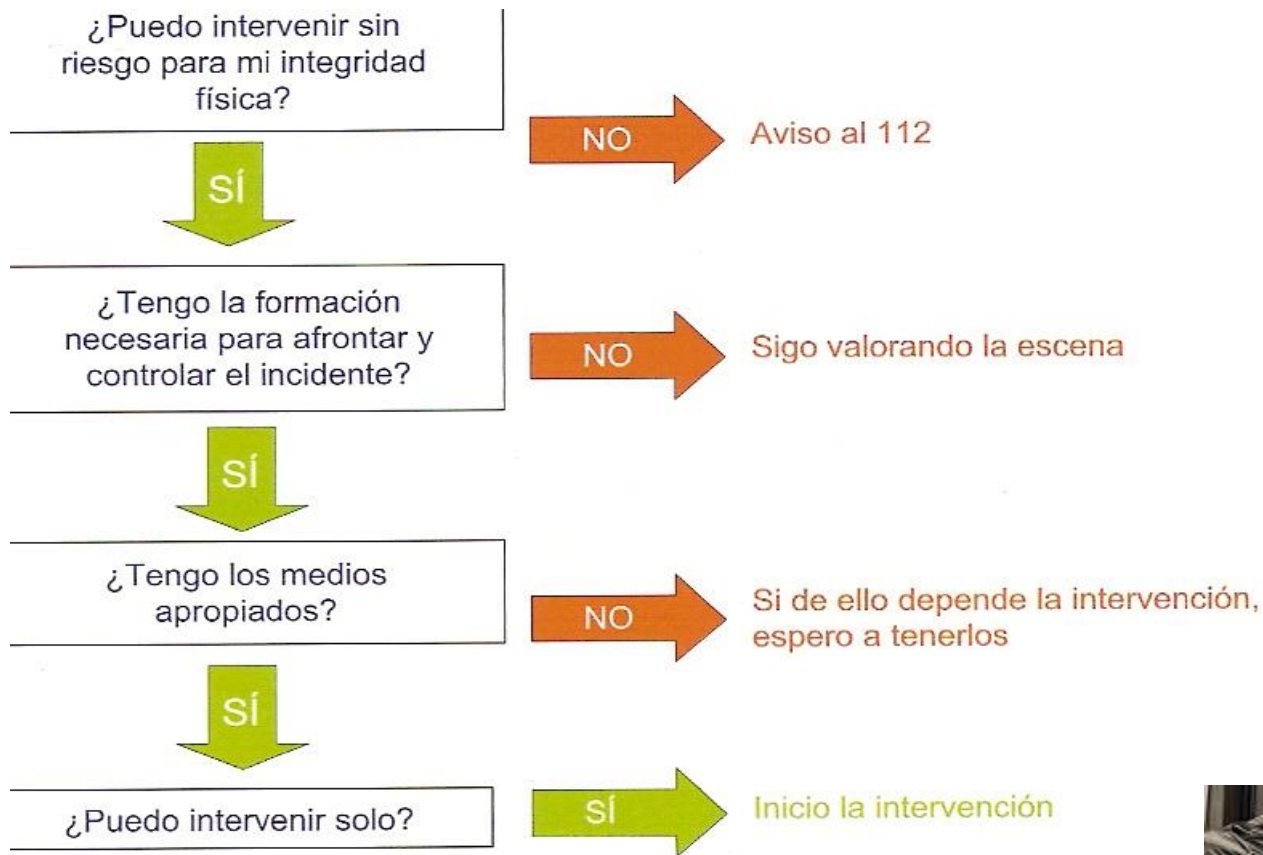 ¿Puedo intervenir sin
riesgo para mi integridad
física?
NO
Aviso al 112
SÍ
¿Tengo la formación
necesaria para afrontar y
controlar el incidente?
NO
Sigo valorando la escena
SÍ
¿Tengo los medios
apropiados?
NO
Si de ello depende la intervención,
espero a tenerlos
SÍ
¿Puedo intervenir solo?
SÍ
Inicio la intervención